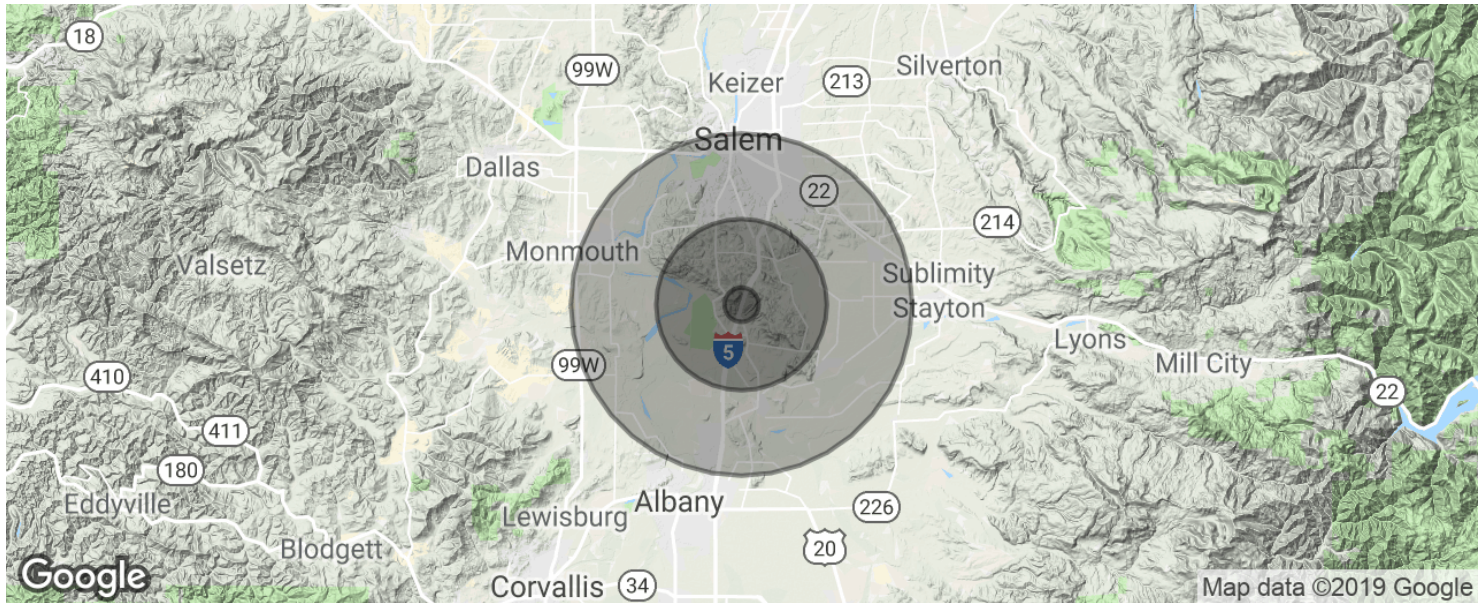 18
99W
Keizer
213
Silverton
Salem
Dallas
22
214
Monmouth
Valsetz
Sublimity
Stayton
5
Lyons
99W
Mill City
410
22
411
180
Eddyville
Lewisburg
Albany
226
Blodgett
20
Google
Corvallis
34
Map data ©2019 Google